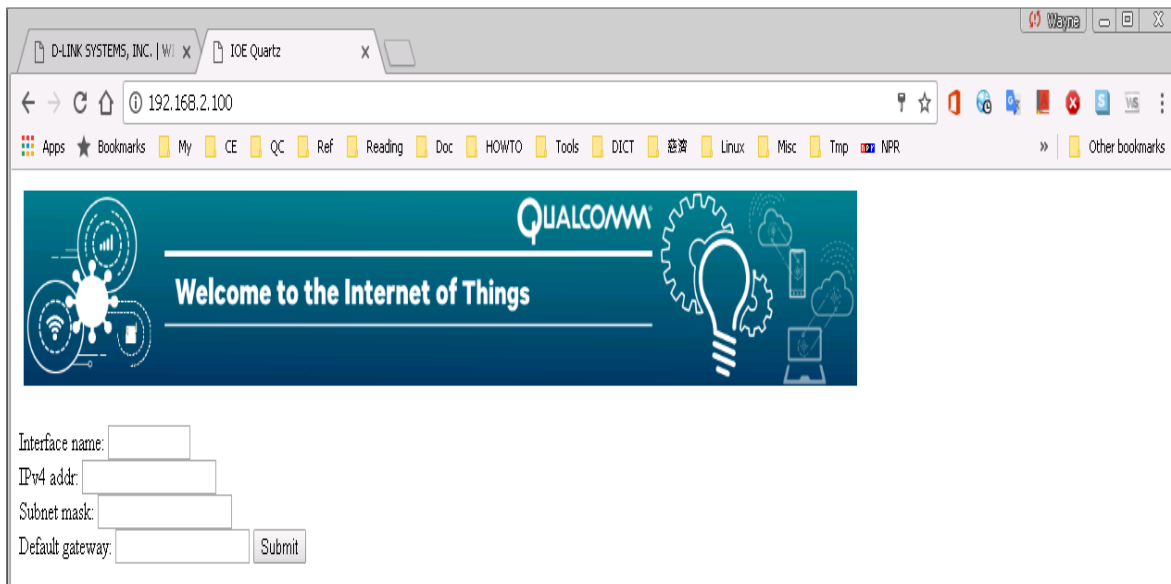 Wayne
D-LINK SYSTEMS, INC. | WI
IOE Quartz
192.168.2.100
Apps Bookmarks My CE QC Ref Reading Doc HOWTO Tools DICT 慈濟 Linux Misc Tmp NPR » Other bookmarks
QUALCOMM
Welcome to the Internet of Things
Interface name:
IPv4 addr:
Subnet mask:
Default gateway: Submit